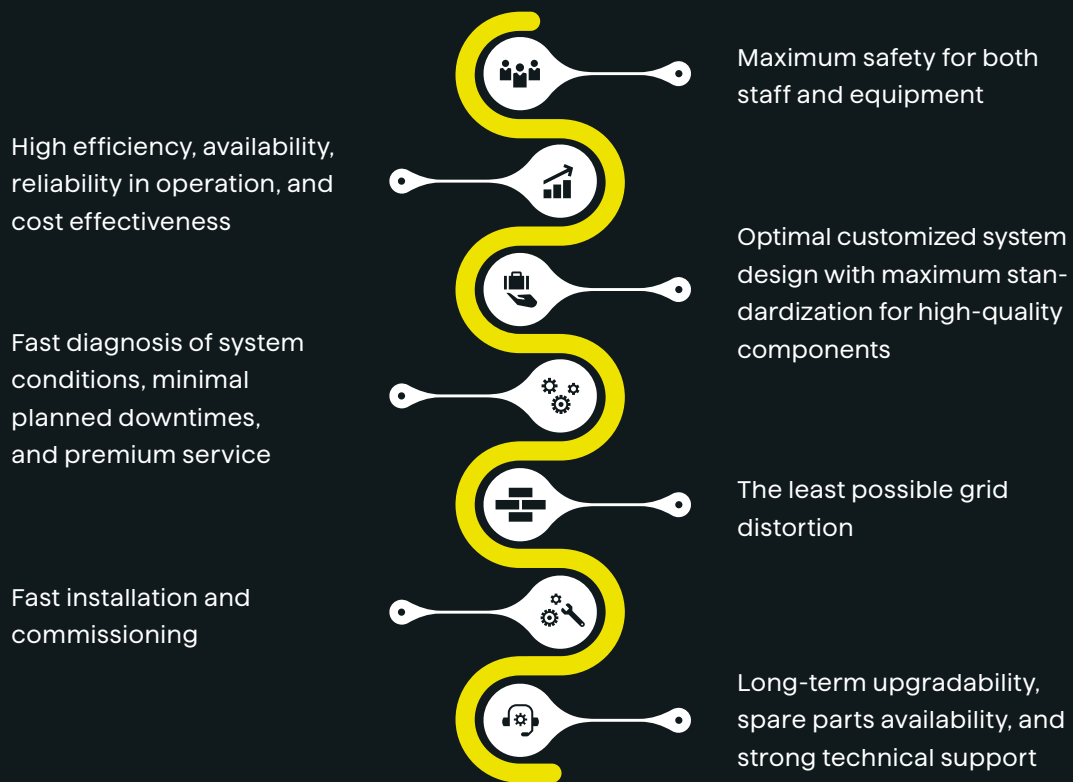 Maximum safety for both
staff and equipment
High efficiency, availability,
reliability in operation, and
cost effectiveness
Optimal customized system
design with maximum stan-
dardization for high-quality
components
Fast diagnosis of system
conditions, minimal
planned downtimes,
and premium service
The least possible grid
distortion
Fast installation and
commissioning
Long-term upgradability,
spare parts availability, and
strong technical support